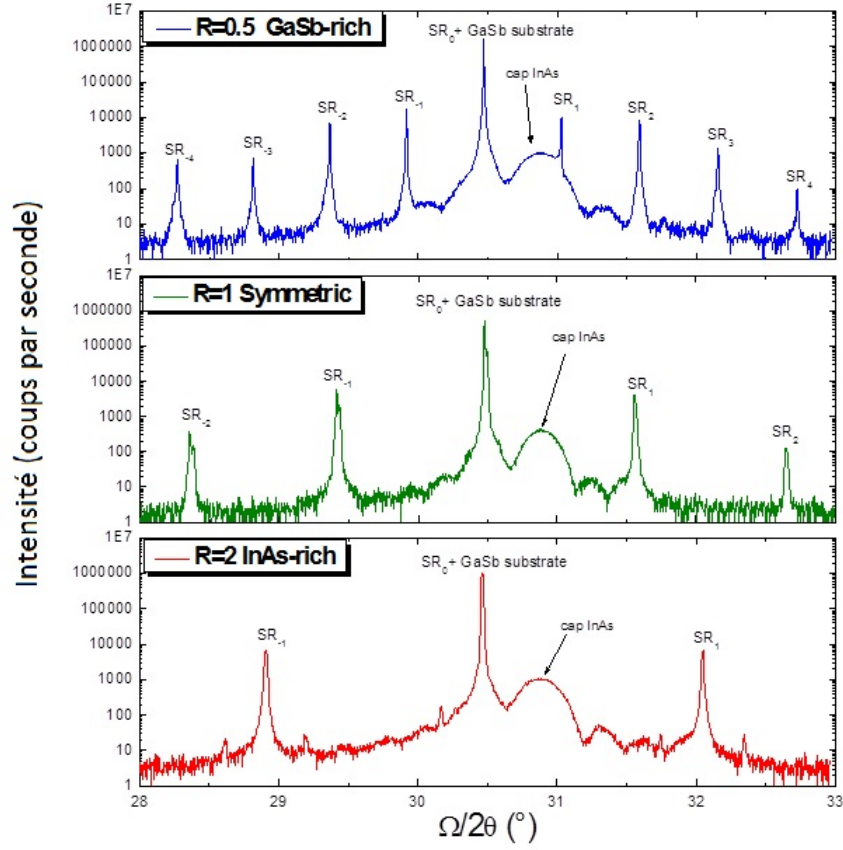 1E7
R=0.5 GaSb-rich
SR0+ GaSb substrate
1000000
cap InAs
100000
SR-1
SR1
10000
SR-2
SR2
SR-4
SR-3
SR3
1000
SR4
100
10
1
1E7
R=1 Symmetric
SR0+ GaSb substrate
1000000
cap InAs
100000
SR-1
SR1
10000
SR-2
SR2
1000
100
10
1
1E7
R=2 InAs-rich
SR0+ GaSb substrate
1000000
100000
cap InAs
SR-1
SR1
10000
1000
100
10
1
28 29 30 31 32 33
Ω/2θ (°)
Intensité (coups par seconde)